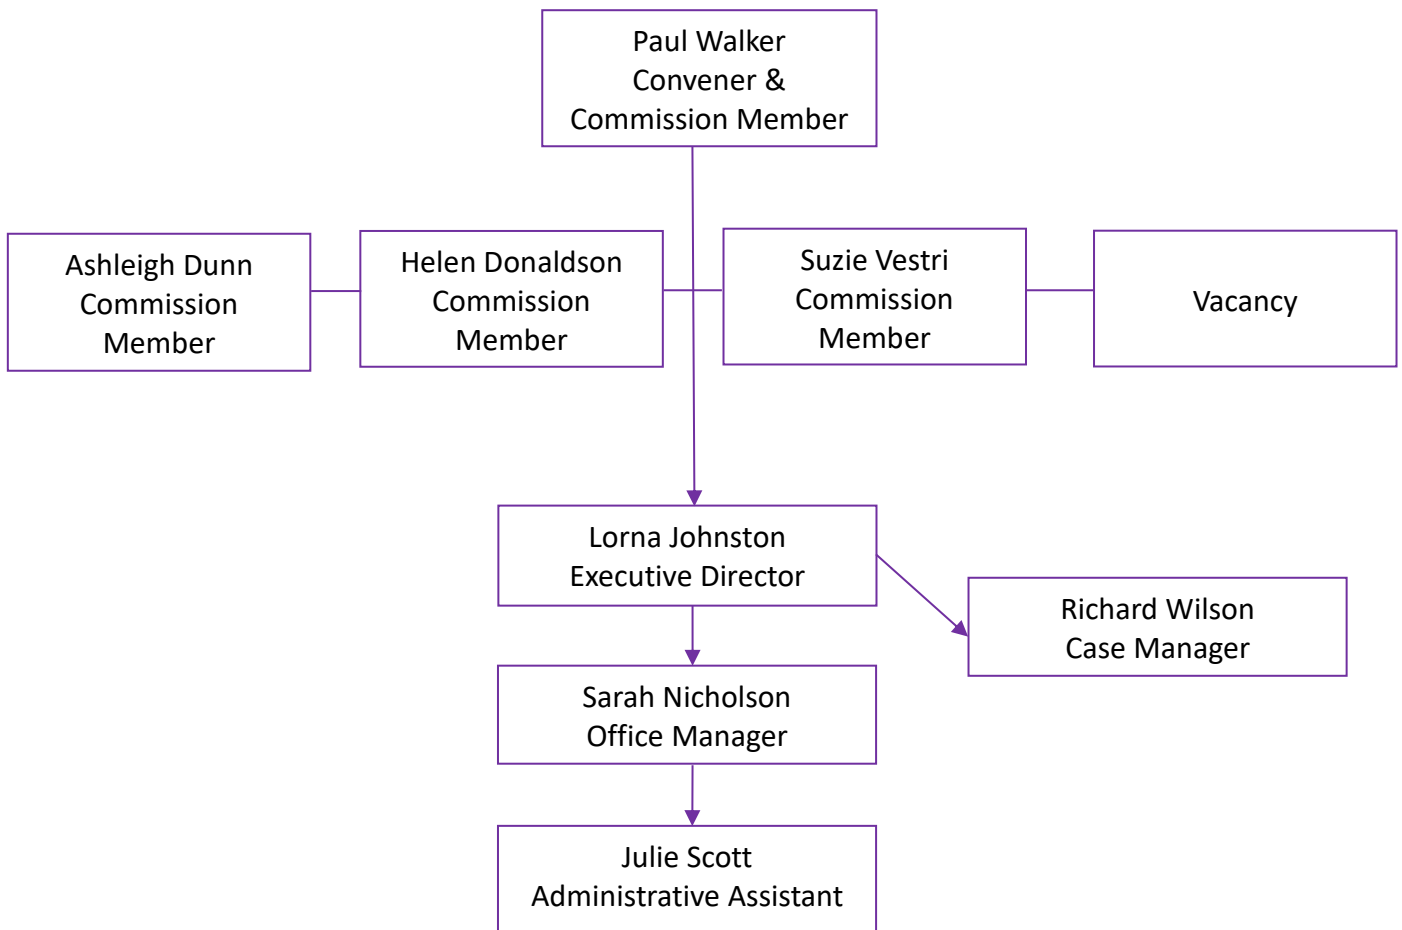 Paul Walker
Convener &
Commission Member
Ashleigh Dunn
Commission
Member
Helen Donaldson
Commission
Member
Suzie Vestri
Commission
Member
Vacancy
Lorna Johnston
Executive Director
Richard Wilson
Case Manager
Sarah Nicholson
Office Manager
Julie Scott
Administrative Assistant